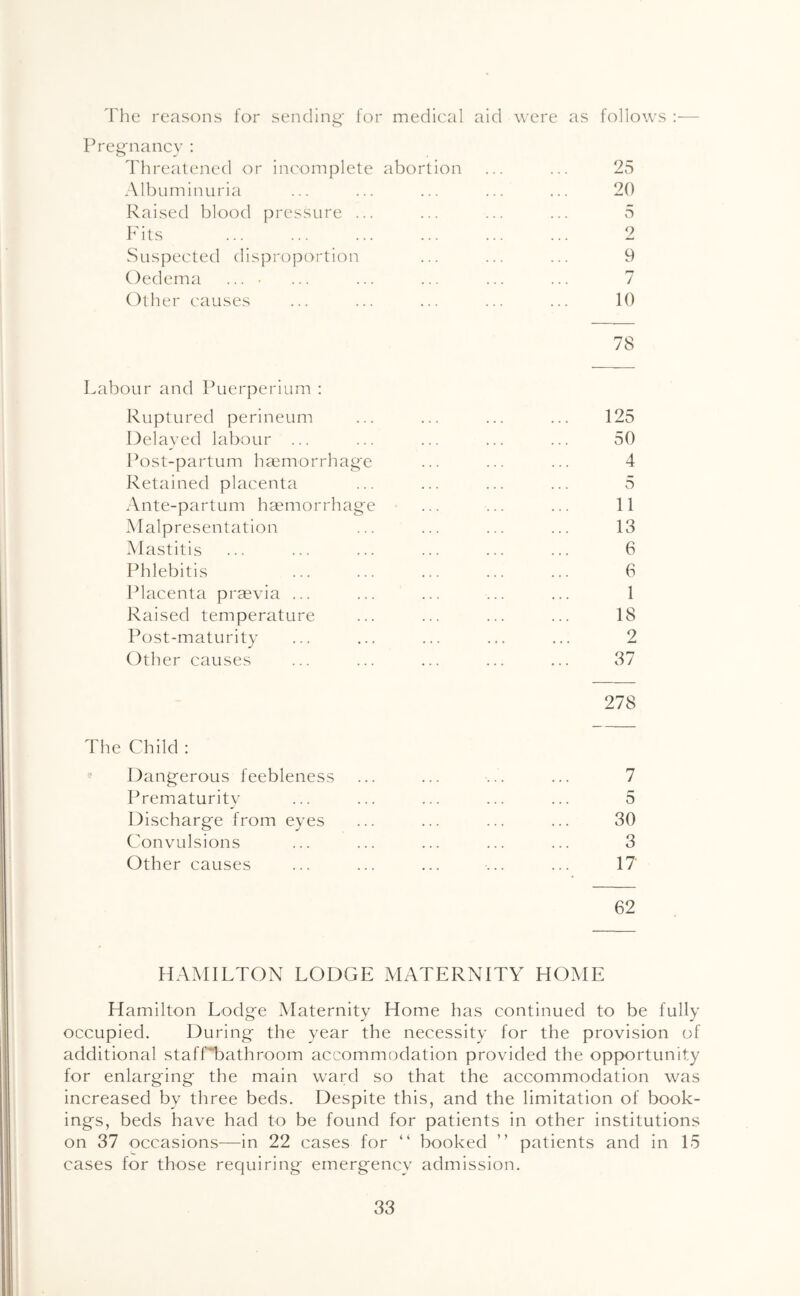 The reasons for sending for medical aid were as follows :—
Pregnancy :
Threatened or incomplete abortion ... ... 25
Albuminuria ... ... ... ... ... 20
Raised blood pressure ... ... ... ... 5
Fits ... ... ... ... ... ... 2
Suspected disproportion ... ... ... 9
Oedema ... ... ... ... ... ... 7
Other causes ... ... ... ... ... 10
78
Labour and Puerperium :
Ruptured perineum ... ... ... ... 125
Delayed labour ... ... ... ... ... 50
Post-partum hæmorrhage ... ... ... 4
Retained placenta ... ... ... ... 5
Ante-partum hæmorrhage ... ... ... 11
Malpresentation ... ... ... ... 13
Mastitis ... ... ... ... ... ... 6
Phlebitis ... ... ... ... ... 6
Placenta prævia ... ... ... ... ... 1
Raised temperature ... ... ... ... 18
Post-maturity ... ... ... ... ... 2
Other causes ... ... ... ... ... 37
278
The Child :
Dangerous feebleness ... ... ... ... 7
Prematurity ... ... ... ... ... 5
Discharge from eyes ... ... ... ... 30
Convulsions ... ... ... ... ... 3
Other causes ... ... ... ... ... 17
62
HAMILTON LODGE MATERNITY HOME
Hamilton Lodge Maternity Home has continued to be fully
occupied. During the year the necessity for the provision of
additional staff bathroom accommodation provided the opportunity
for enlarging the main ward so that the accommodation was
increased by three beds. Despite this, and the limitation of book-
ings, beds have had to be found for patients in other institutions
on 37 occasions—in 22 cases for “ booked ” patients and in 15
cases for those requiring emergency admission.
33